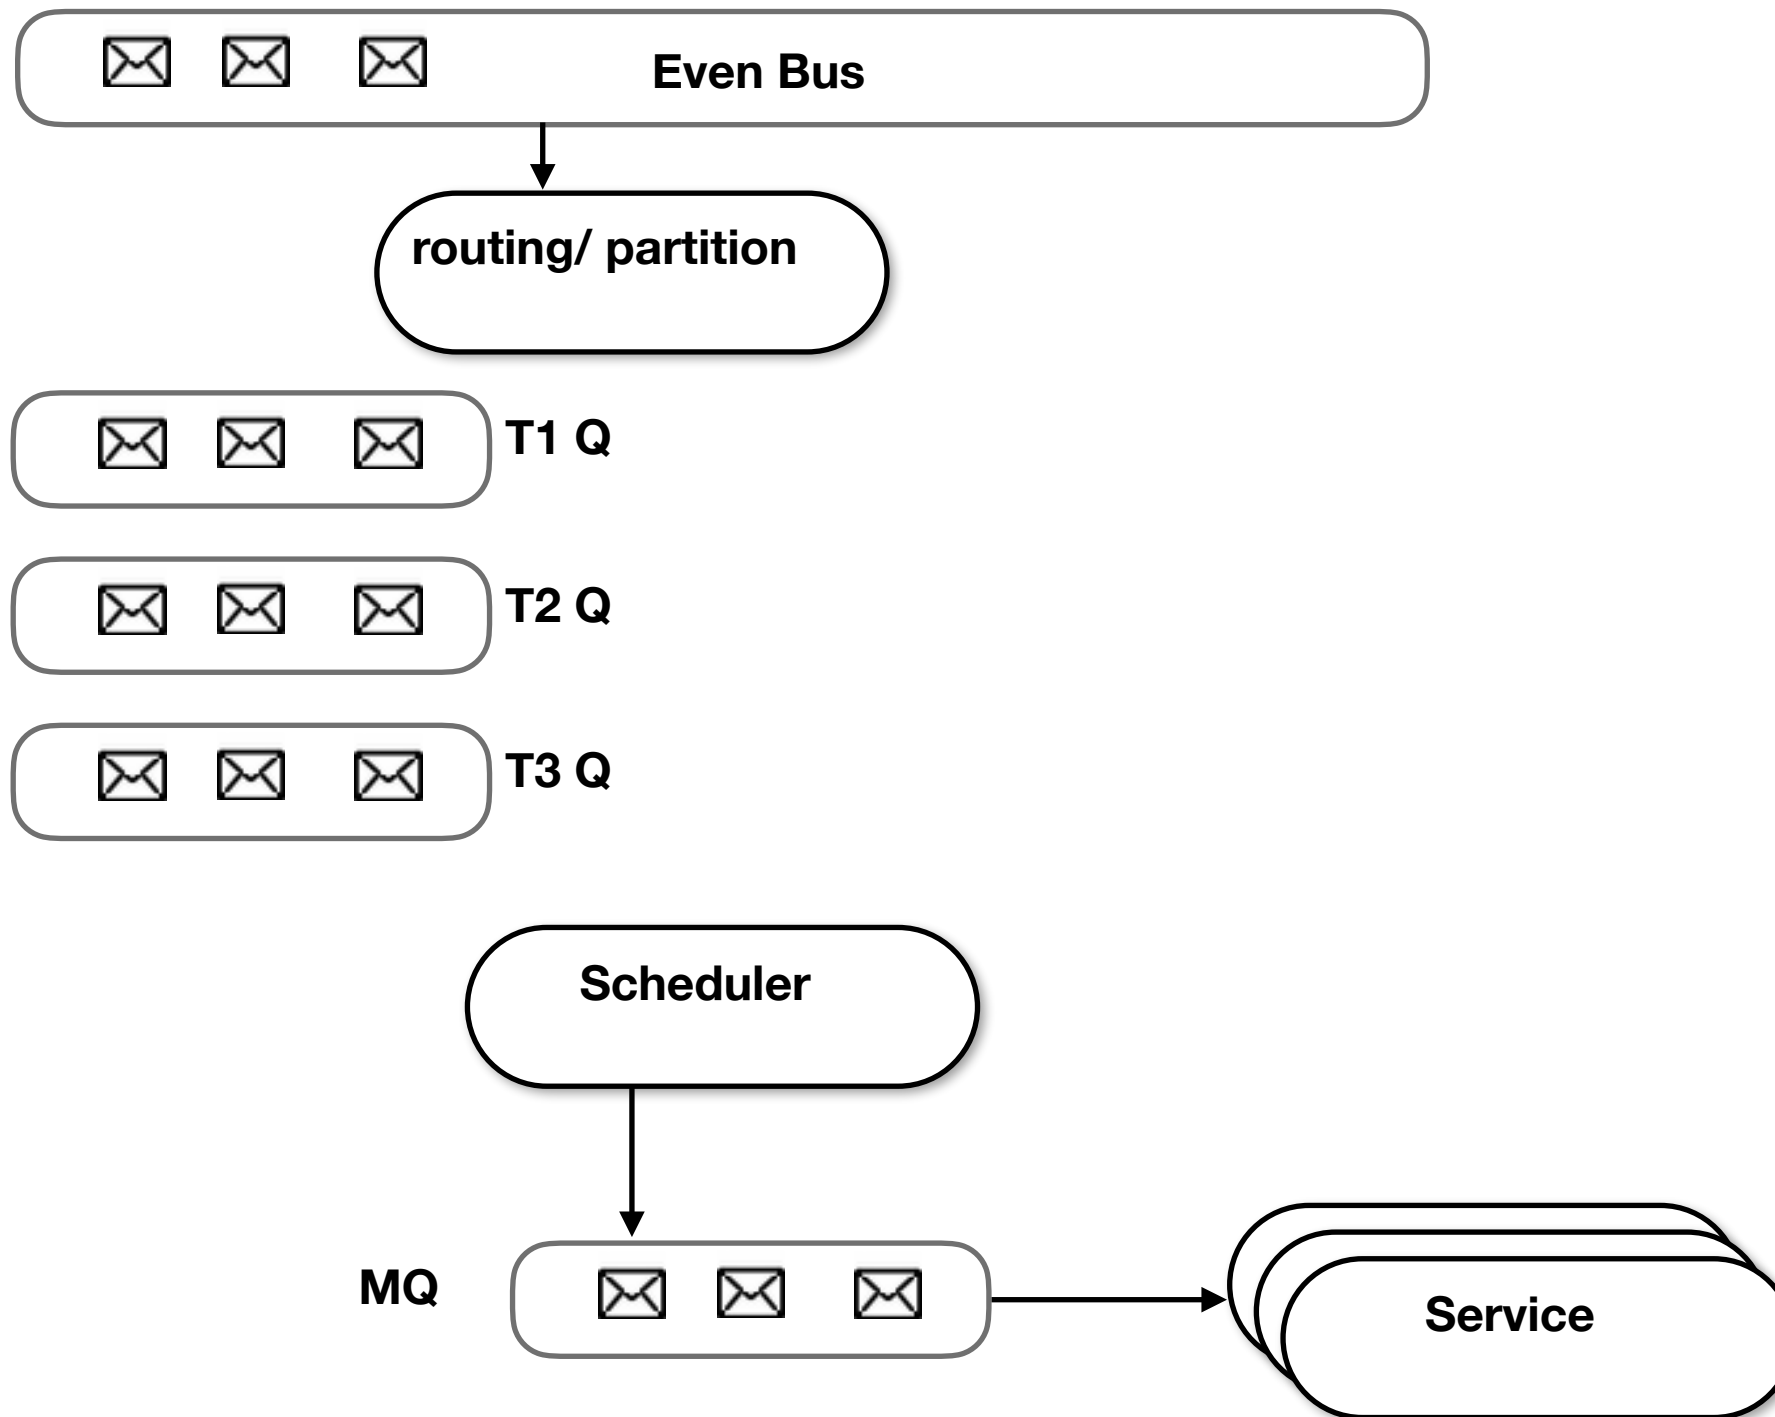 Even Bus
routing/ partition
T1 Q
T2 Q
T3 Q
Scheduler
MQ
Service